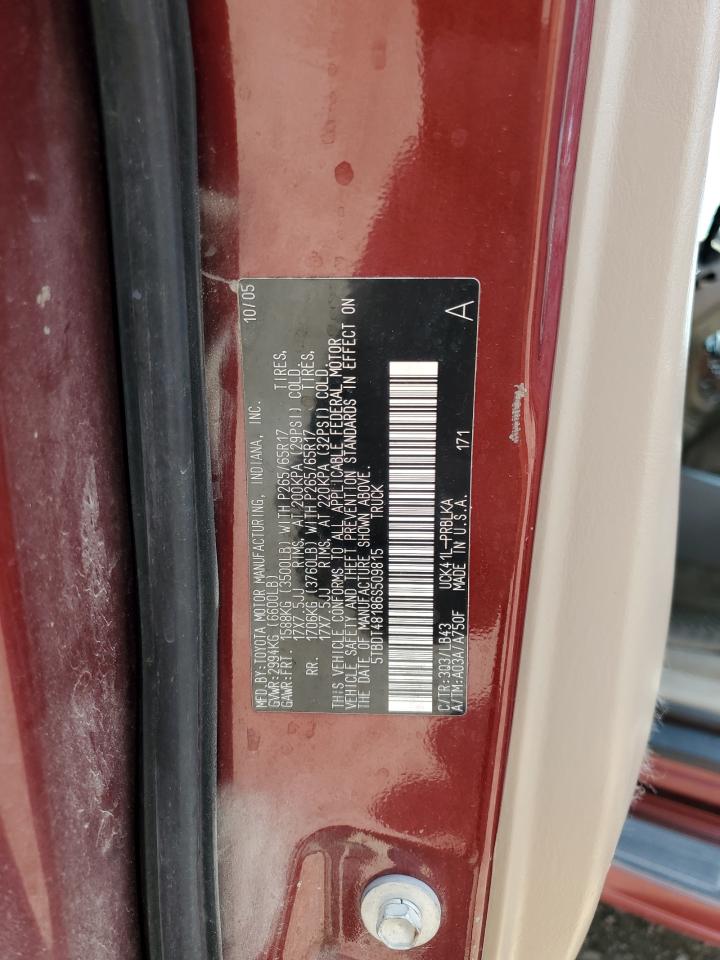 MFD.BY:TOYOTA MOTOR MANUFACTURING, INDIANA, INC. 10/05
GVWR:2994KG (6600LB)
GAWR:FRT. 1588KG (3500LB) WITH P265/65R17 TIRES,
17X7.5JJ RIMS, AT 200KPA (29PSI) COLD.
RR. 1706KG (3760LB) WITH P265/65R17 TIRES,
17X7.5JJ RIMS, AT 220KPA (32PSI) COLD.
THIS VEHICLE CONFORMS TO ALL APPLICABLE FEDERAL MOTOR
VEHICLE SAFETY AND THEFT PREVENTION STANDARDS IN EFFECT ON
THE DATE OF MANUFACTURE SHOWN ABOVE.
5TBDT48186S509815 TRUCK
C/TR:3Q3/LB43 UCK41L-PRBLKA 171 A
A/TM:A03A/A750F MADE IN U.S.A.